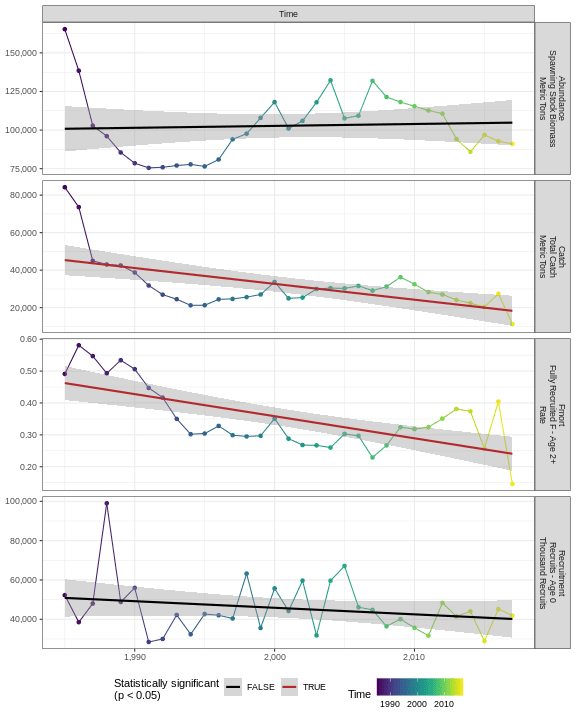 Time
150,000
125,000
100,000
75,000
Abundance
Spawning Stock Biomass
Metric Tons
80,000
60,000
40,000
20,000
Catch
Total Catch
Metric Tons
0.60
0.50
0.40
0.30
0.20
Fmort
Fully Recruited F - Age 2+
Rate
100,000
80,000
60,000
40,000
Recruitment
Recruits - Age 0
Thousand Recruits
1,990 2,000 2,010
Statistically significant
(p < 0.05)
FALSE TRUE
Time
1990 2000 2010